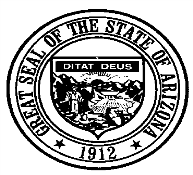 GREAT SEAL OF THE STATE OF ARIZONA
DITAT DEUS
★ 1912 ★